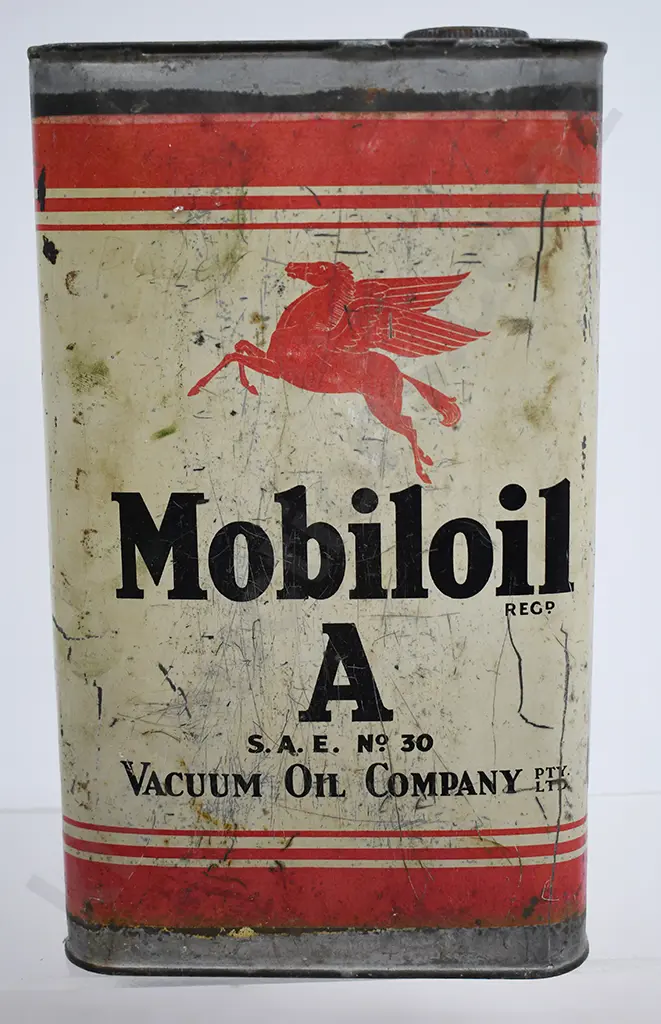 Mobiloil
REGD
A
S.A.E. No 30
VACUUM OIL COMPANY PTY.
LTD.